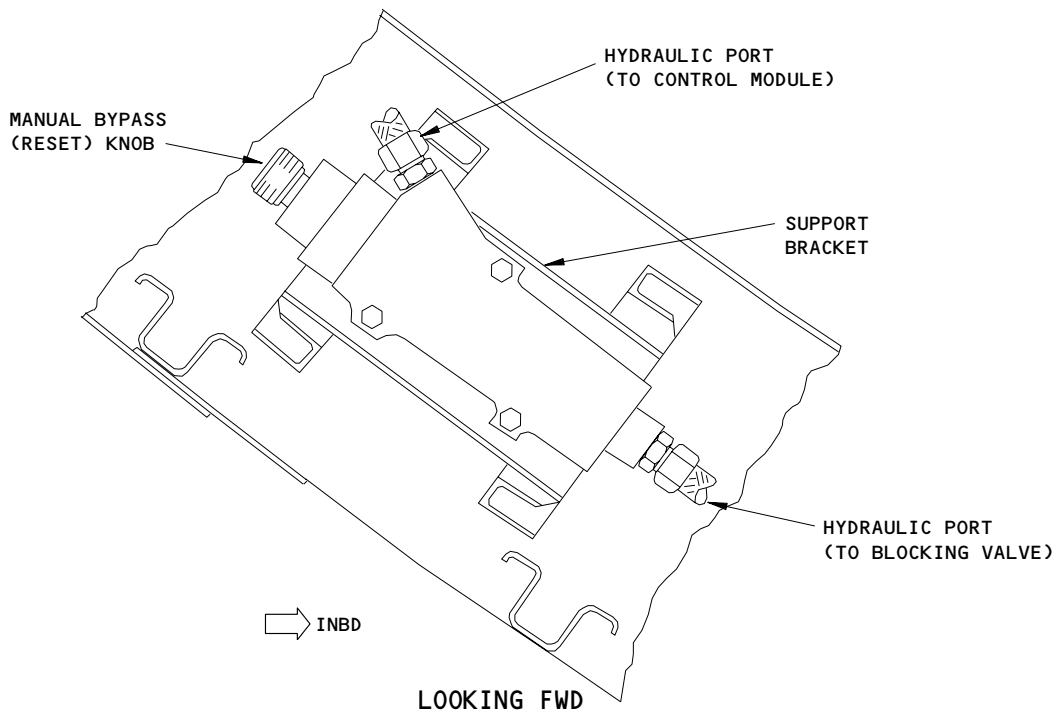 HYDRAULIC PORT
(TO CONTROL MODULE)
MANUAL BYPASS
(RESET) KNOB
SUPPORT
BRACKET
HYDRAULIC PORT
(TO BLOCKING VALVE)
INBD
LOOKING FWD